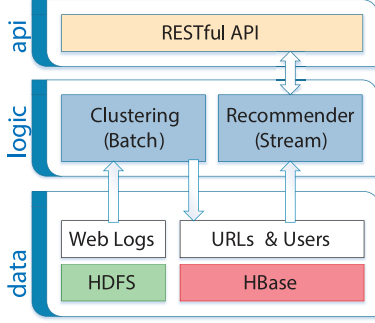 api
RESTful API
logic
Clustering
(Batch)
Recommender
(Stream)
data
Web Logs
URLs & Users
HDFS
HBase